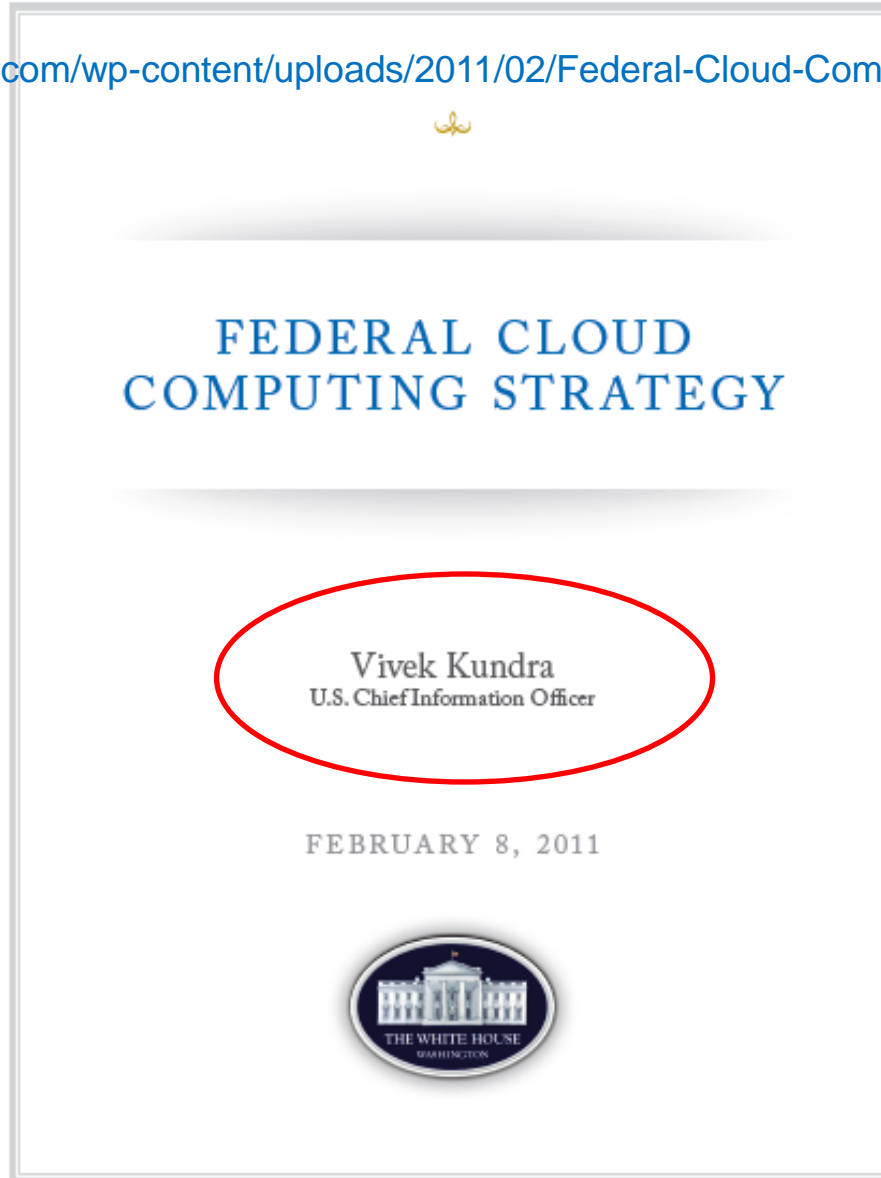 com/wp-content/uploads/2011/02/Federal-Cloud-Com
FEDERAL CLOUD
COMPUTING STRATEGY
Vivek Kundra
U.S. Chief Information Officer
FEBRUARY 8, 2011
THE WHITE HOUSE
WASHINGTON